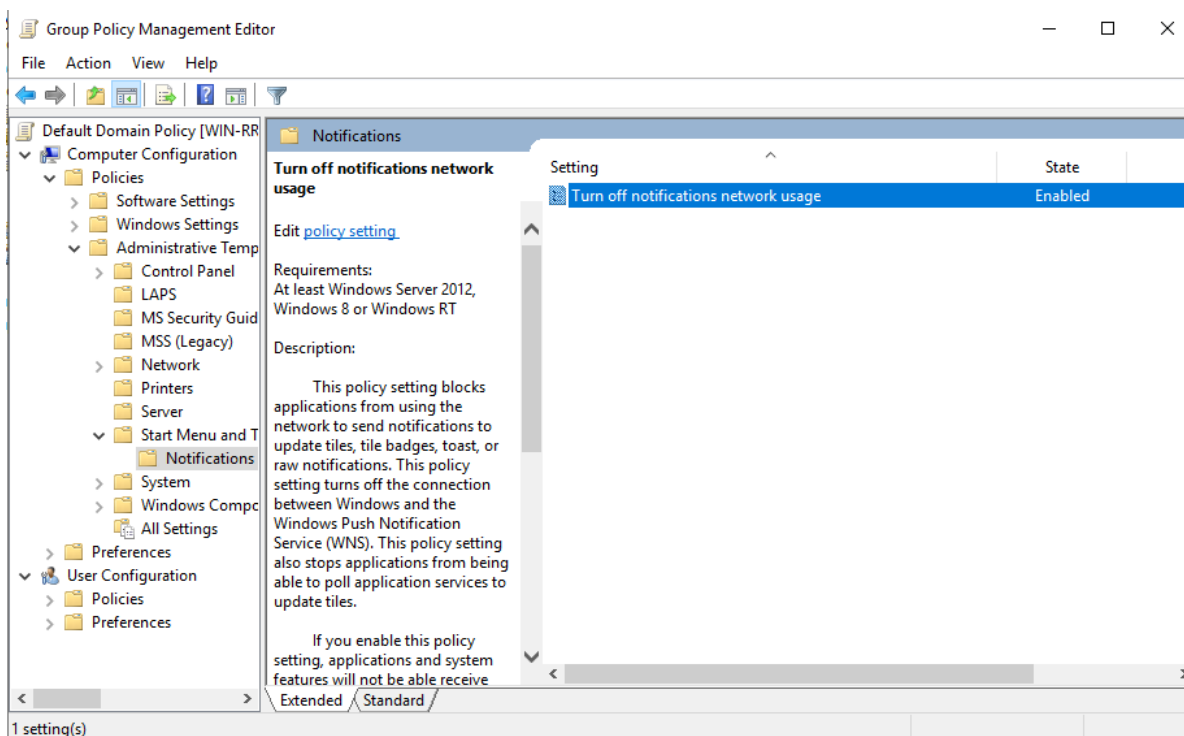 Group Policy Management Editor
File Action View Help
Default Domain Policy [WIN-RR
Computer Configuration
Policies
Software Settings
Windows Settings
Administrative Temp
Control Panel
LAPS
MS Security Guid
MSS (Legacy)
Network
Printers
Server
Start Menu and T
Notifications
System
Windows Compc
All Settings
Preferences
User Configuration
Policies
Preferences
Notifications
Turn off notifications network
usage
Edit policy setting
Requirements:
At least Windows Server 2012,
Windows 8 or Windows RT
Description:
This policy setting blocks
applications from using the
network to send notifications to
update tiles, tile badges, toast, or
raw notifications. This policy
setting turns off the connection
between Windows and the
Windows Push Notification
Service (WNS). This policy setting
also stops applications from being
able to poll application services to
update tiles.
If you enable this policy
setting, applications and system
features will not be able receive
Setting State
Turn off notifications network usage Enabled
Extended Standard
1 setting(s)